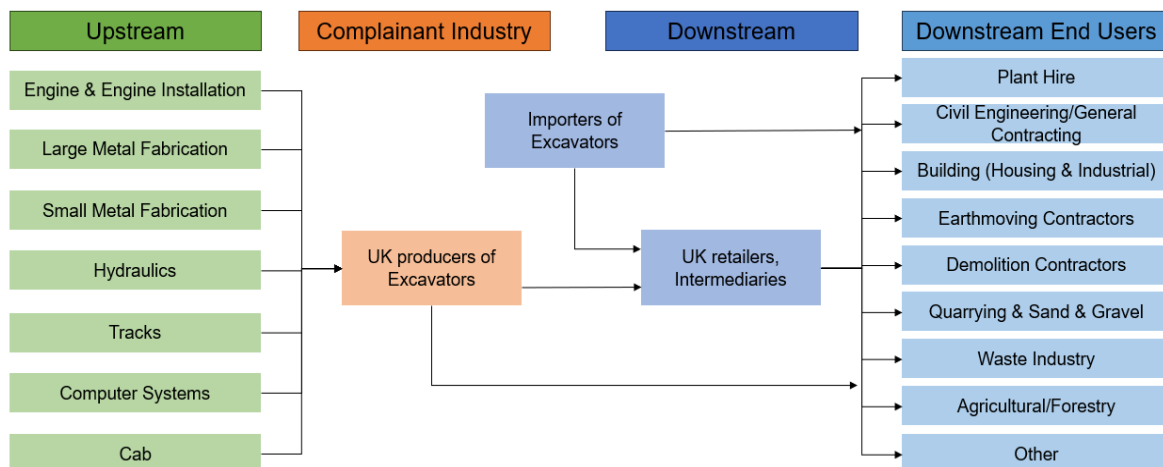 Upstream
Complainant Industry
Downstream
Downstream End Users
Engine & Engine Installation
Large Metal Fabrication
Small Metal Fabrication
Hydraulics
Tracks
Computer Systems
Cab
UK producers of
Excavators
Importers of
Excavators
UK retailers,
Intermediaries
Plant Hire
Civil Engineering/General
Contracting
Building (Housing & Industrial)
Earthmoving Contractors
Demolition Contractors
Quarrying & Sand & Gravel
Waste Industry
Agricultural/Forestry
Other